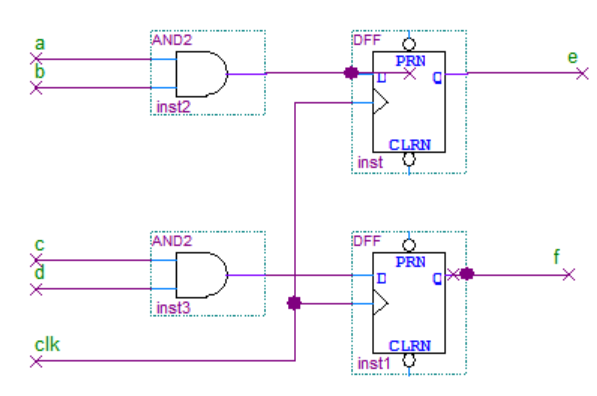 a
AND2
DFF
PRN
e
b
D
Q
inst2
CLRN
inst
c
AND2
DFF
PRN
f
d
D
Q
inst3
clk
CLRN
inst1